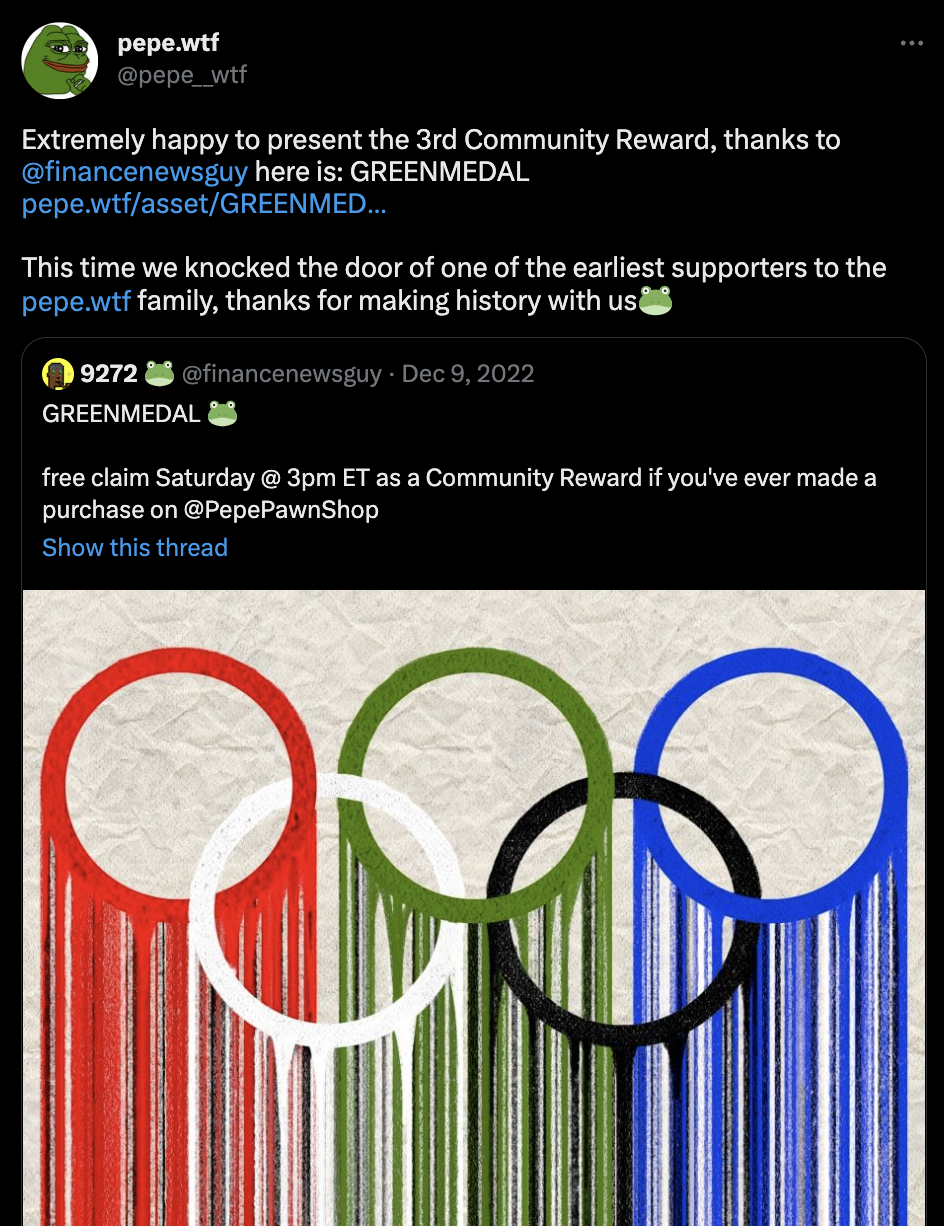 pepe.wtf
@pepe__wtf
Extremely happy to present the 3rd Community Reward, thanks to
@financenewsguy here is: GREENMEDAL
pepe.wtf/asset/GREENMED...
This time we knocked the door of one of the earliest supporters to the
pepe.wtf family, thanks for making history with us🐸
9272 🐸 @financenewsguy · Dec 9, 2022
GREENMEDAL 🐸
free claim Saturday @ 3pm ET as a Community Reward if you've ever made a
purchase on @PepePawnShop
Show this thread